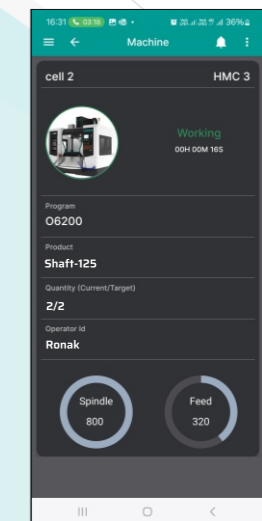 16:31 03:18 36%
Machine
cell 2 HMC 3
Working
00H 00M 16S
Program
O6200
Product
Shaft-125
Quantity (Current/Target)
2/2
Operator Id
Ronak
Spindle Feed
800 320